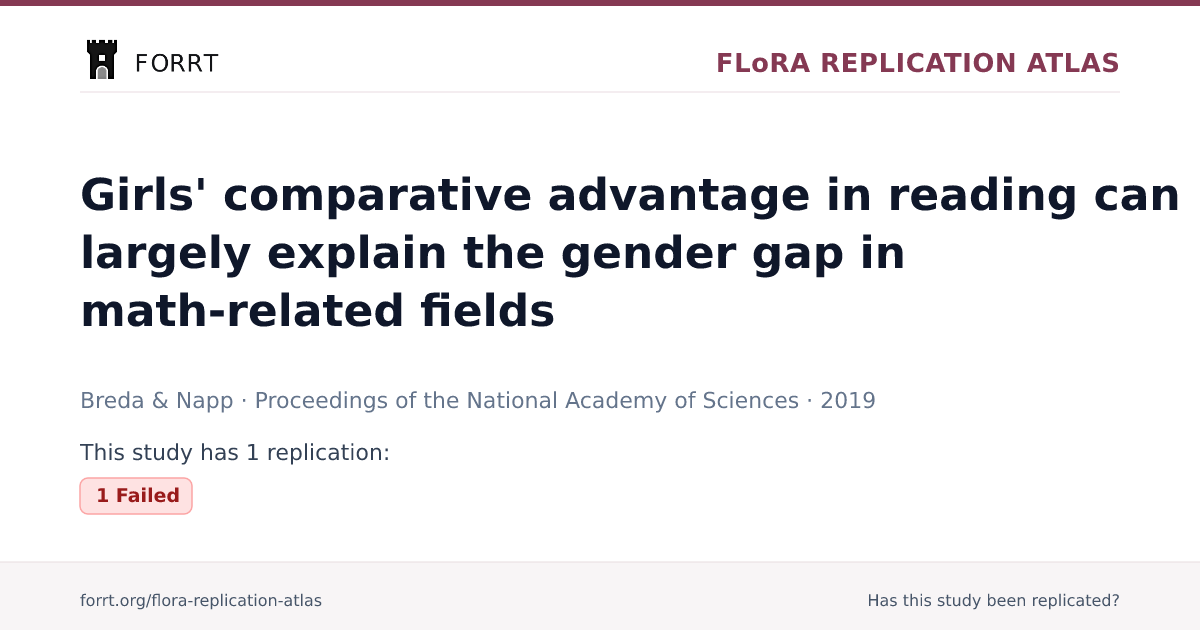 FORRT
FLoRA REPLICATION ATLAS
Girls' comparative advantage in reading can
largely explain the gender gap in
math-related fields
Breda & Napp · Proceedings of the National Academy of Sciences · 2019
This study has 1 replication:
1 Failed
forrt.org/flora-replication-atlas
Has this study been replicated?